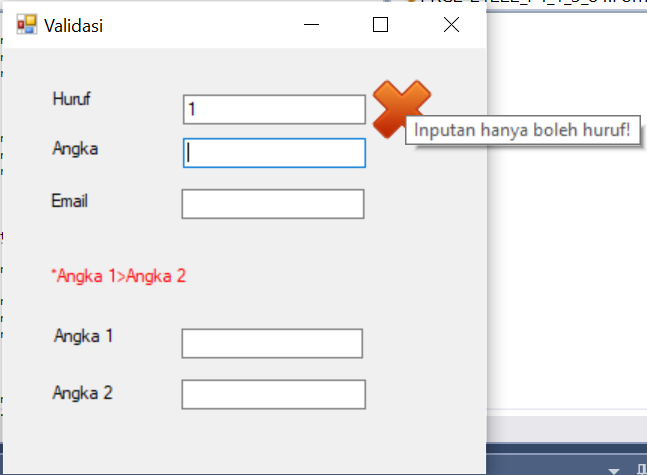 Validasi
Huruf
1
Inputan hanya boleh huruf!
Angka
Email
*Angka 1>Angka 2
Angka 1
Angka 2